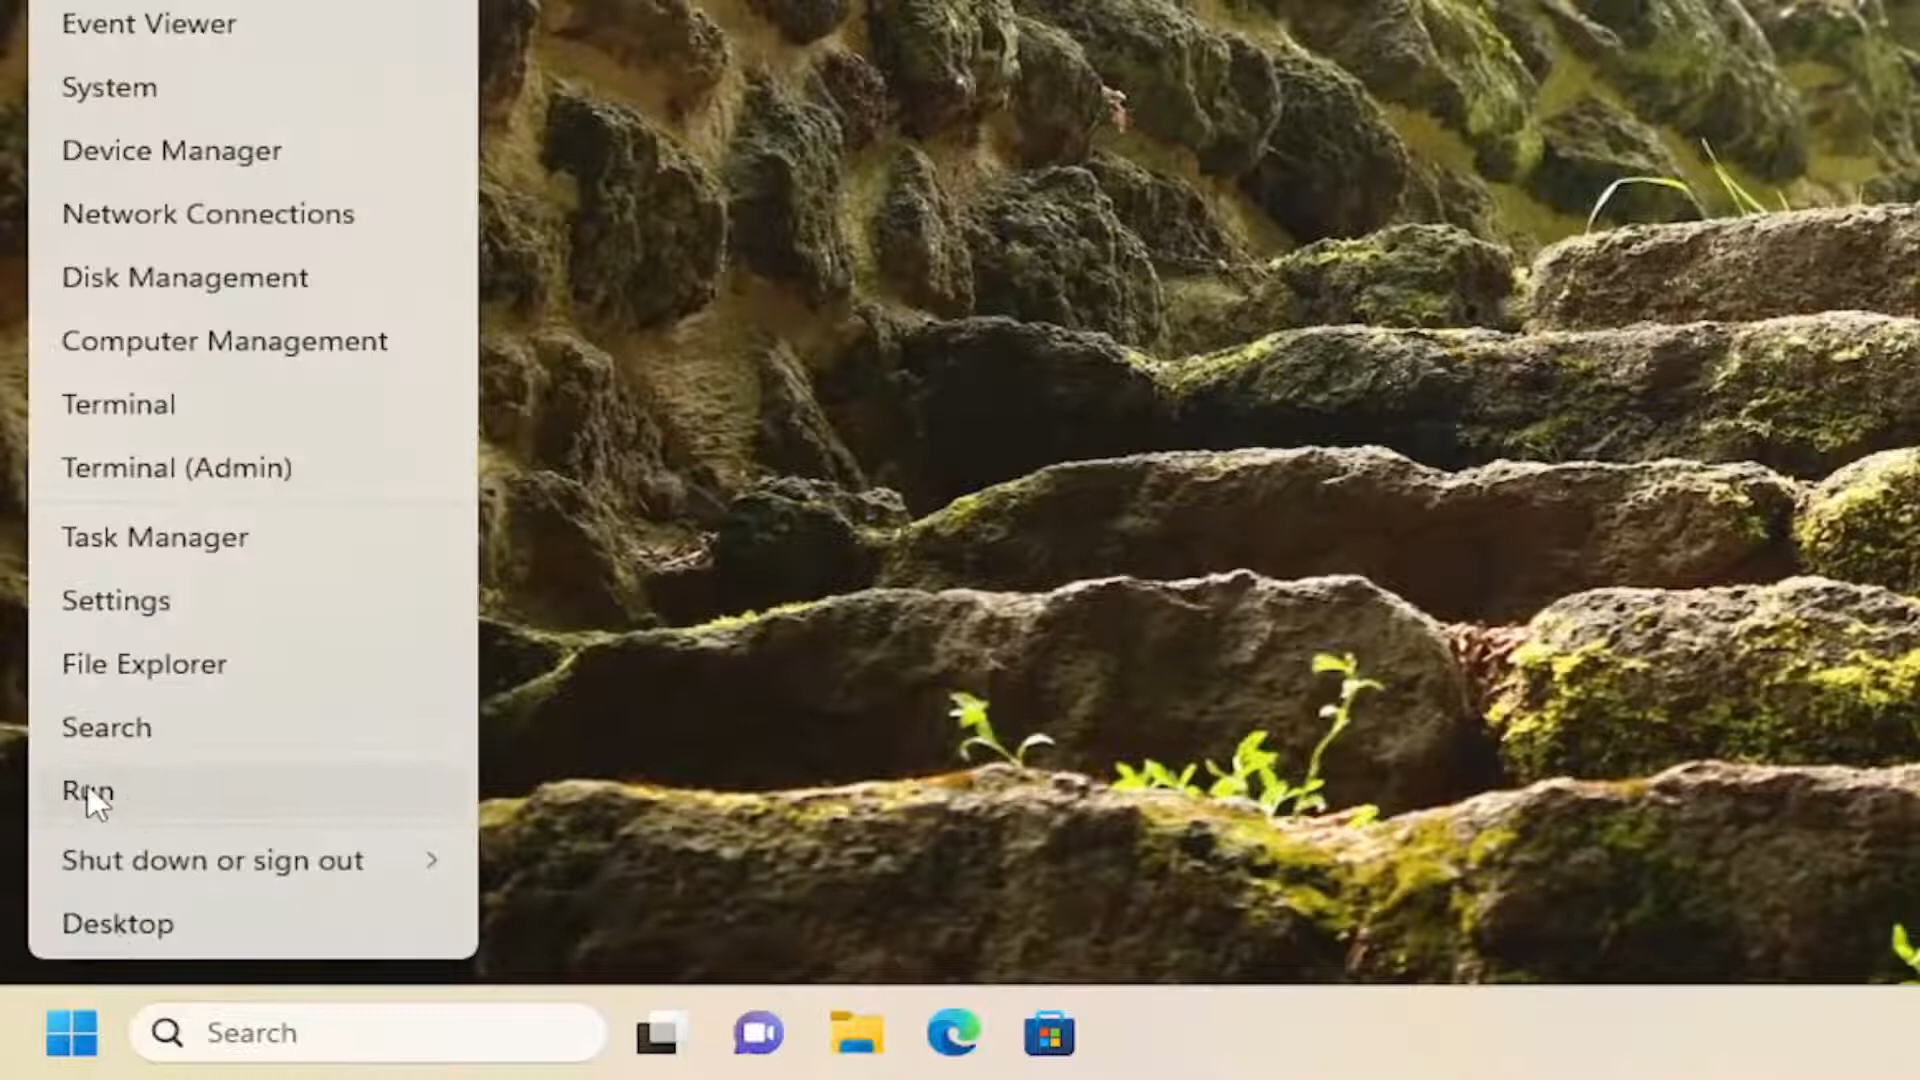 Event Viewer
System
Device Manager
Network Connections
Disk Management
Computer Management
Terminal
Terminal (Admin)
Task Manager
Settings
File Explorer
Search
Run
Shut down or sign out
Desktop
Search